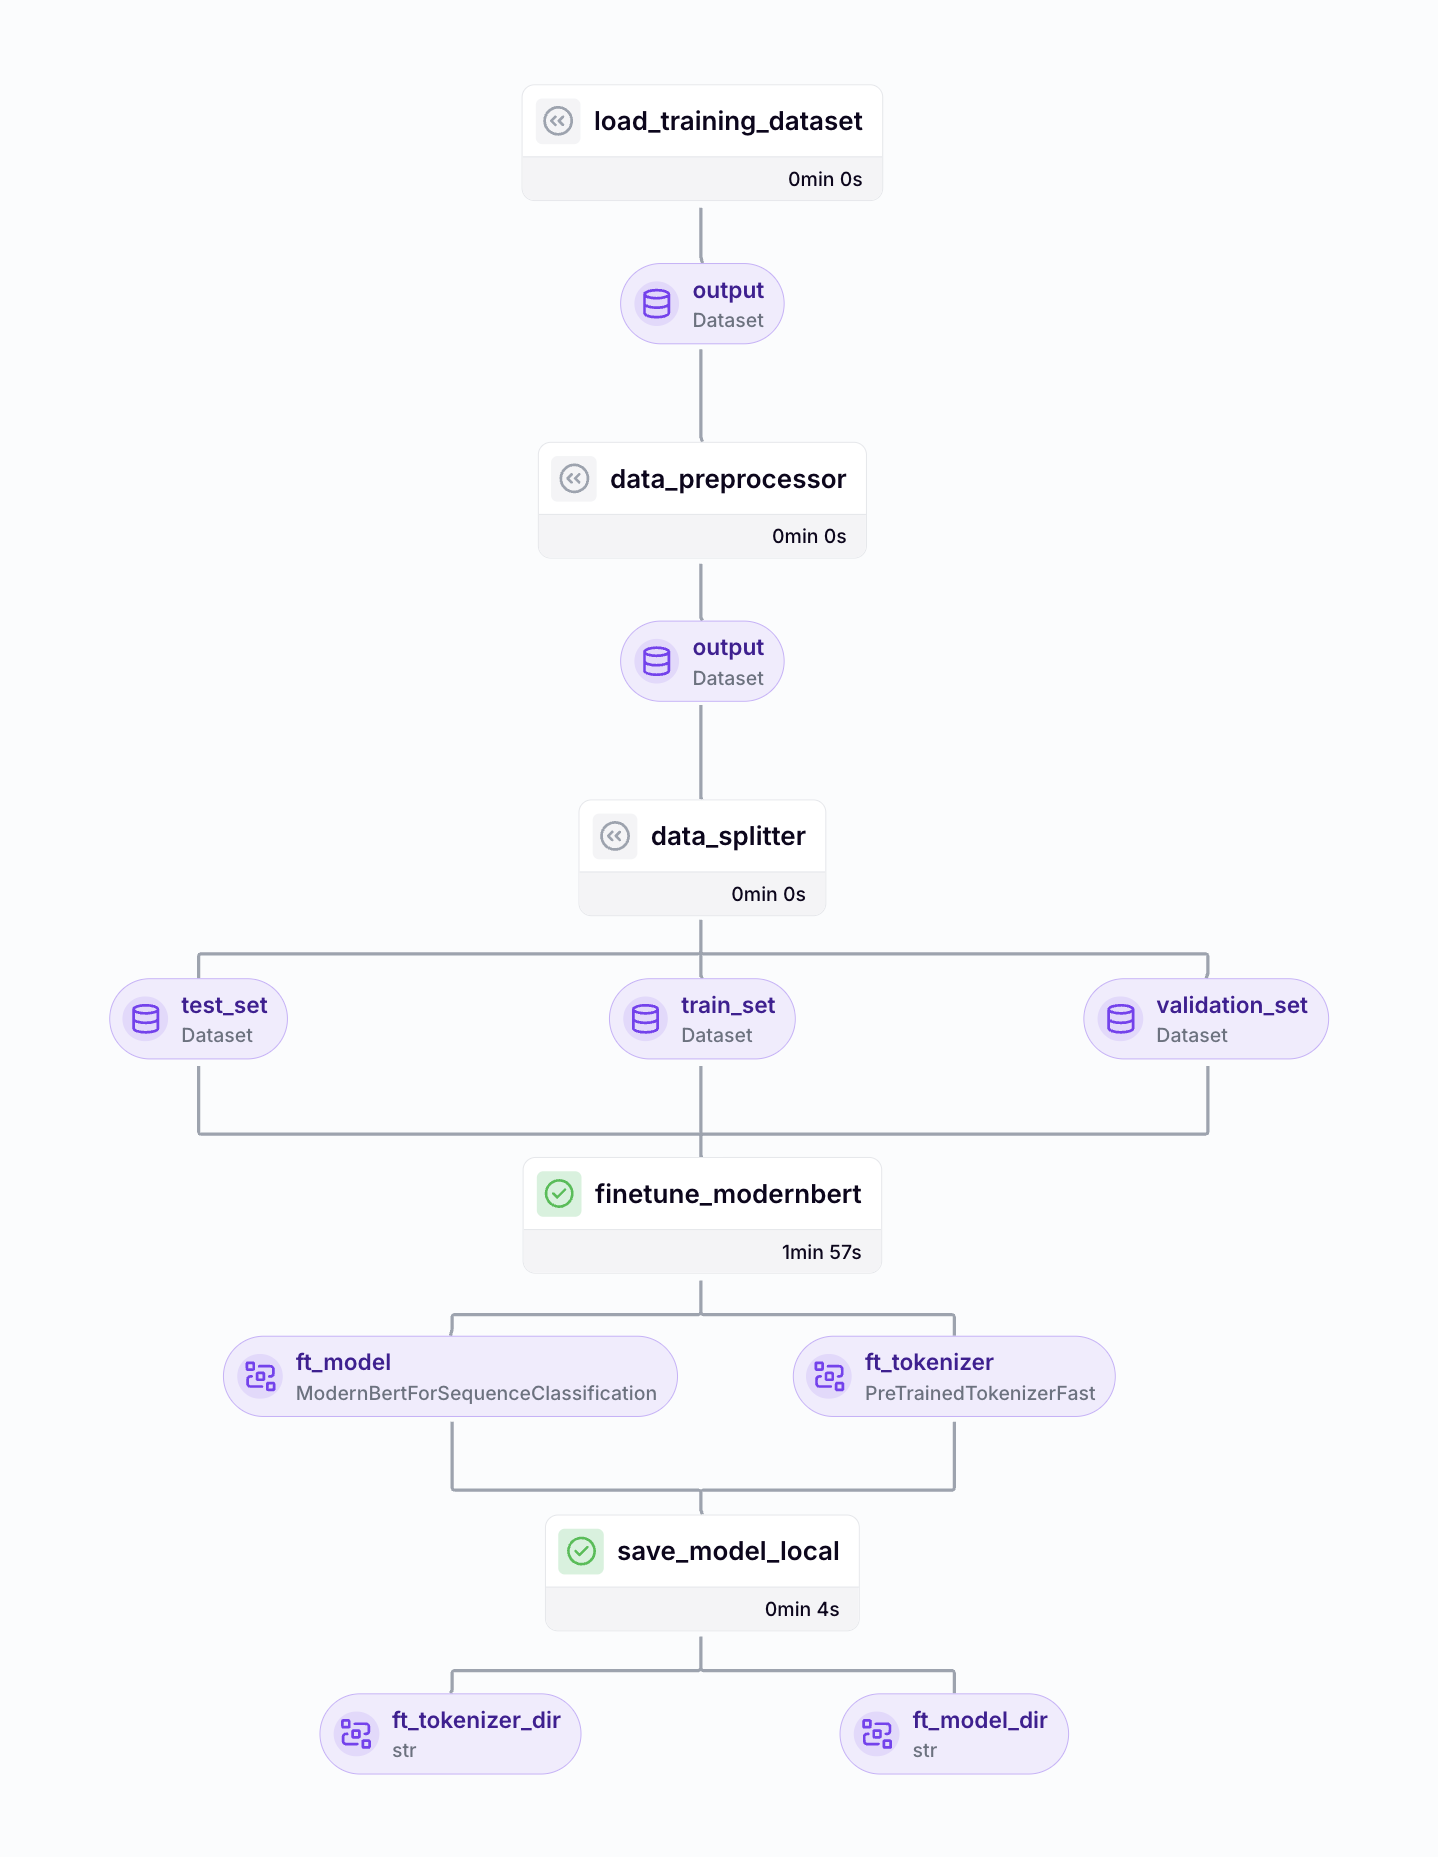 load_training_dataset
0min 0s
output
Dataset
data_preprocessor
0min 0s
output
Dataset
data_splitter
0min 0s
test_set
Dataset
train_set
Dataset
validation_set
Dataset
finetune_modernbert
1min 57s
ft_model
ModernBertForSequenceClassification
ft_tokenizer
PreTrainedTokenizerFast
save_model_local
0min 4s
ft_tokenizer_dir
str
ft_model_dir
str